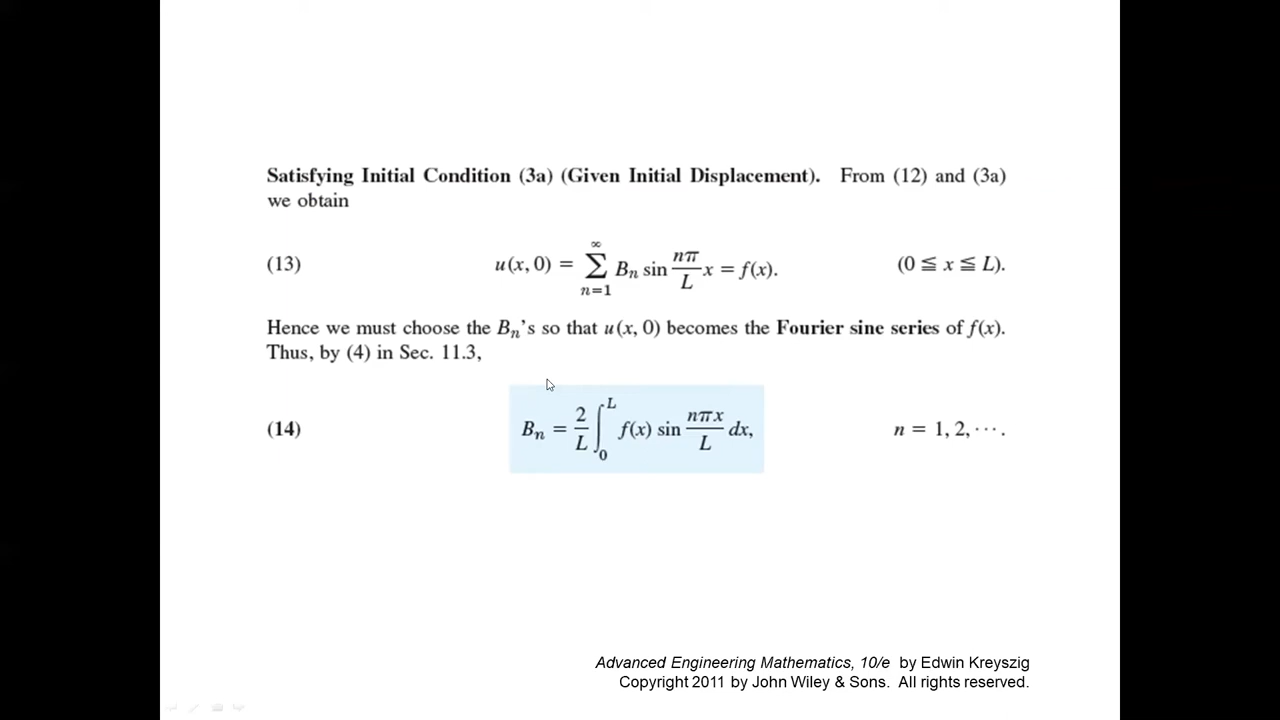 Satisfying Initial Condition (3a) (Given Initial Displacement). From (12) and (3a)
we obtain
(13) u(x, 0) = ∑_{n=1}^{∞} B_n sin nπ/L x = f(x). (0 ≦ x ≦ L).
Hence we must choose the B_n's so that u(x, 0) becomes the Fourier sine series of f(x).
Thus, by (4) in Sec. 11.3,
(14) B_n = 2/L ∫_0^L f(x) sin nπx/L dx, n = 1, 2, ⋯.
Advanced Engineering Mathematics, 10/e by Edwin Kreyszig
Copyright 2011 by John Wiley & Sons. All rights reserved.